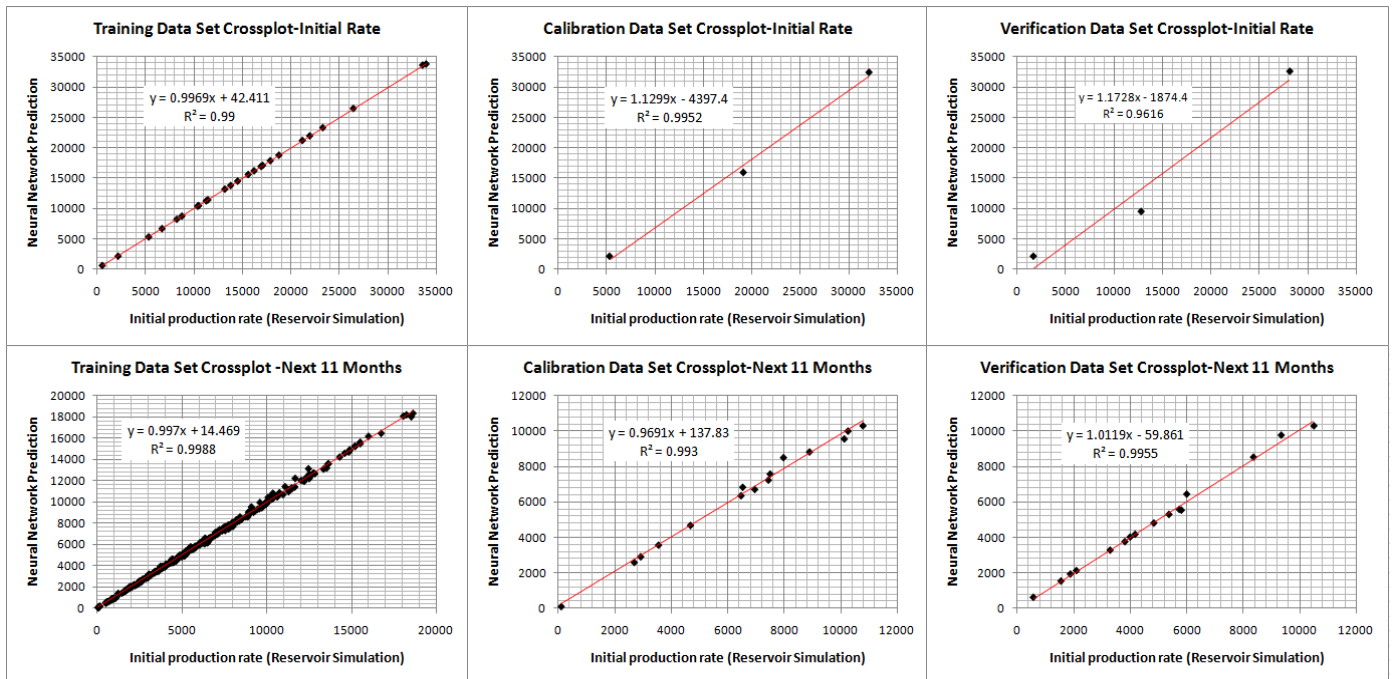 Training Data Set Crossplot-Initial Rate
Neural Network Prediction
35000
30000
25000
20000
15000
10000
5000
0
y = 0.9969x + 42.411
R² = 0.99
0 5000 10000 15000 20000 25000 30000 35000
Initial production rate (Reservoir Simulation)
Calibration Data Set Crossplot-Initial Rate
Neural Network Prediction
35000
30000
25000
20000
15000
10000
5000
0
y = 1.1299x - 4397.4
R² = 0.9952
0 5000 10000 15000 20000 25000 30000 35000
Initial production rate (Reservoir Simulation)
Verification Data Set Crossplot-Initial Rate
Neural Network Prediction
35000
30000
25000
20000
15000
10000
5000
0
y = 1.1728x - 1874.4
R² = 0.9616
0 5000 10000 15000 20000 25000 30000 35000
Initial production rate (Reservoir Simulation)
Training Data Set Crossplot -Next 11 Months
Neural Network Prediction
20000
18000
16000
14000
12000
10000
8000
6000
4000
2000
0
y = 0.997x + 14.469
R² = 0.9988
0 5000 10000 15000 20000
Initial production rate (Reservoir Simulation)
Calibration Data Set Crossplot-Next 11 Months
Neural Network Prediction
12000
10000
8000
6000
4000
2000
0
y = 0.9691x + 137.83
R² = 0.993
0 2000 4000 6000 8000 10000 12000
Initial production rate (Reservoir Simulation)
Verification Data Set Crossplot-Next 11 Months
Neural Network Prediction
12000
10000
8000
6000
4000
2000
0
y = 1.0119x - 59.861
R² = 0.9955
0 2000 4000 6000 8000 10000 12000
Initial production rate (Reservoir Simulation)